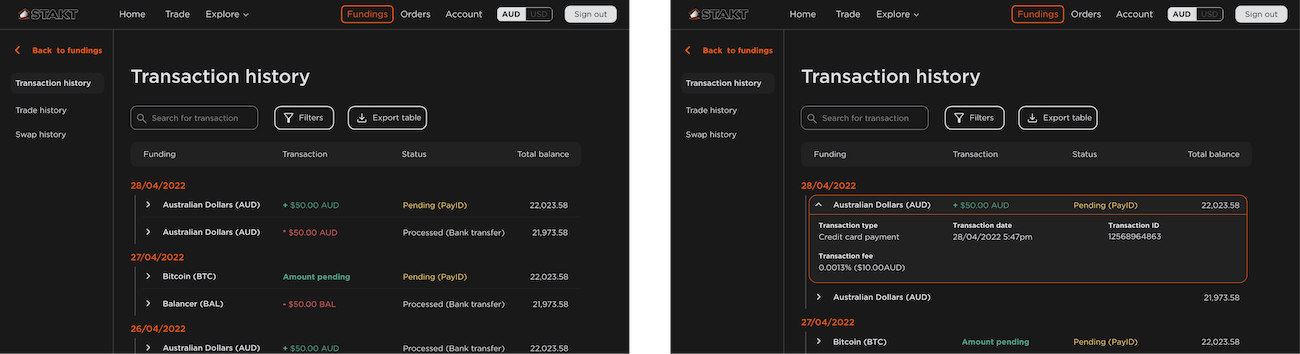 STAKT Home Trade Explore Fundings Orders Account AUD USD Sign out
Back to fundings
Transaction history
Transaction history
Trade history
Swap history
Search for transaction Filters Export table
Funding Transaction Status Total balance
28/04/2022
Australian Dollars (AUD) + $50.00 AUD Pending (PayID) 22,023.58
Australian Dollars (AUD) * $50.00 AUD Processed (Bank transfer) 21,973.58
27/04/2022
Bitcoin (BTC) Amount pending Pending (PayID) 22,023.58
Balancer (BAL) - $50.00 BAL Processed (Bank transfer) 21,973.58
26/04/2022
Australian Dollars (AUD) + $50.00 AUD Processed (Bank transfer) 22,023.58
STAKT Home Trade Explore Fundings Orders Account AUD USD Sign out
Back to fundings
Transaction history
Transaction history
Trade history
Swap history
Search for transaction Filters Export table
Funding Transaction Status Total balance
28/04/2022
Australian Dollars (AUD) + $50.00 AUD Pending (PayID) 22,023.58
Transaction type Transaction date Transaction ID
Credit card payment 28/04/2022 5:47pm 12568964863
Transaction fee
0.0013% ($10.00AUD)
Australian Dollars (AUD) 21,973.58
27/04/2022
Bitcoin (BTC) Amount pending Pending (PayID) 22,023.58